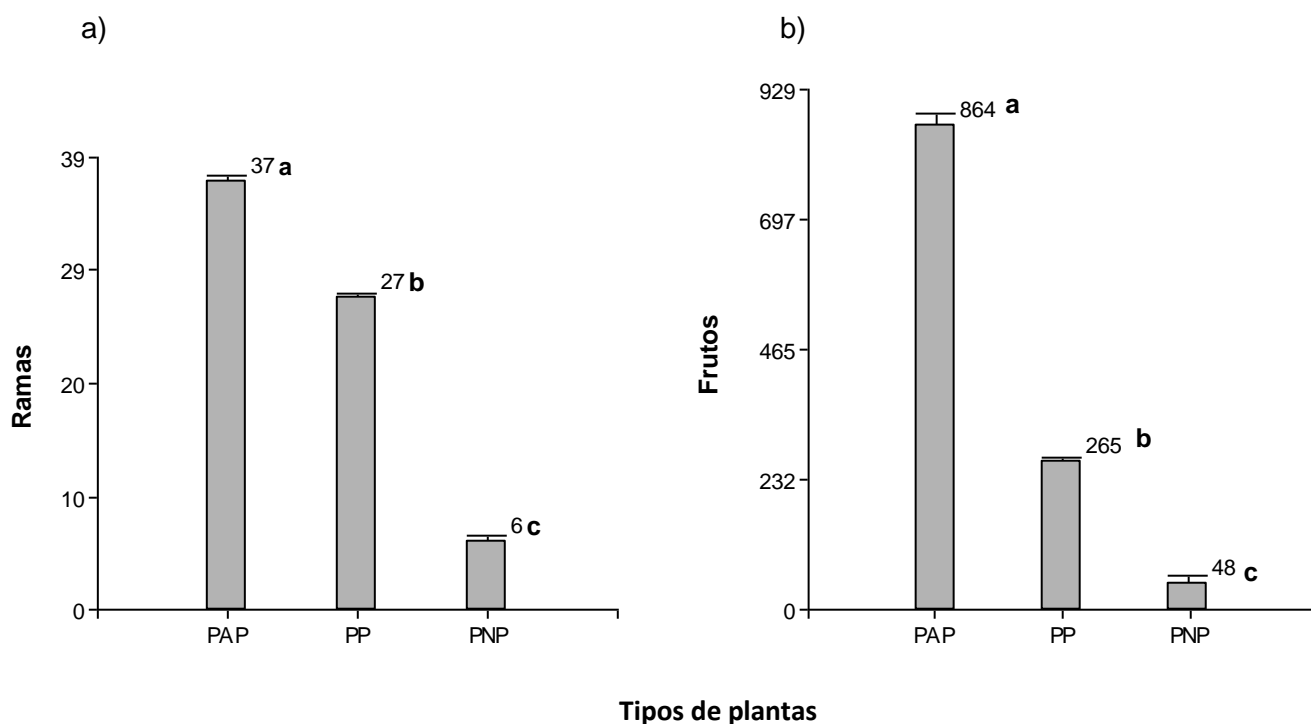 a)
39
29
20
10
0
Ramas
37 a
27 b
6 c
PAP PP PNP
b)
929
697
465
232
0
Frutos
864 a
265 b
48 c
PAP PP PNP
Tipos de plantas